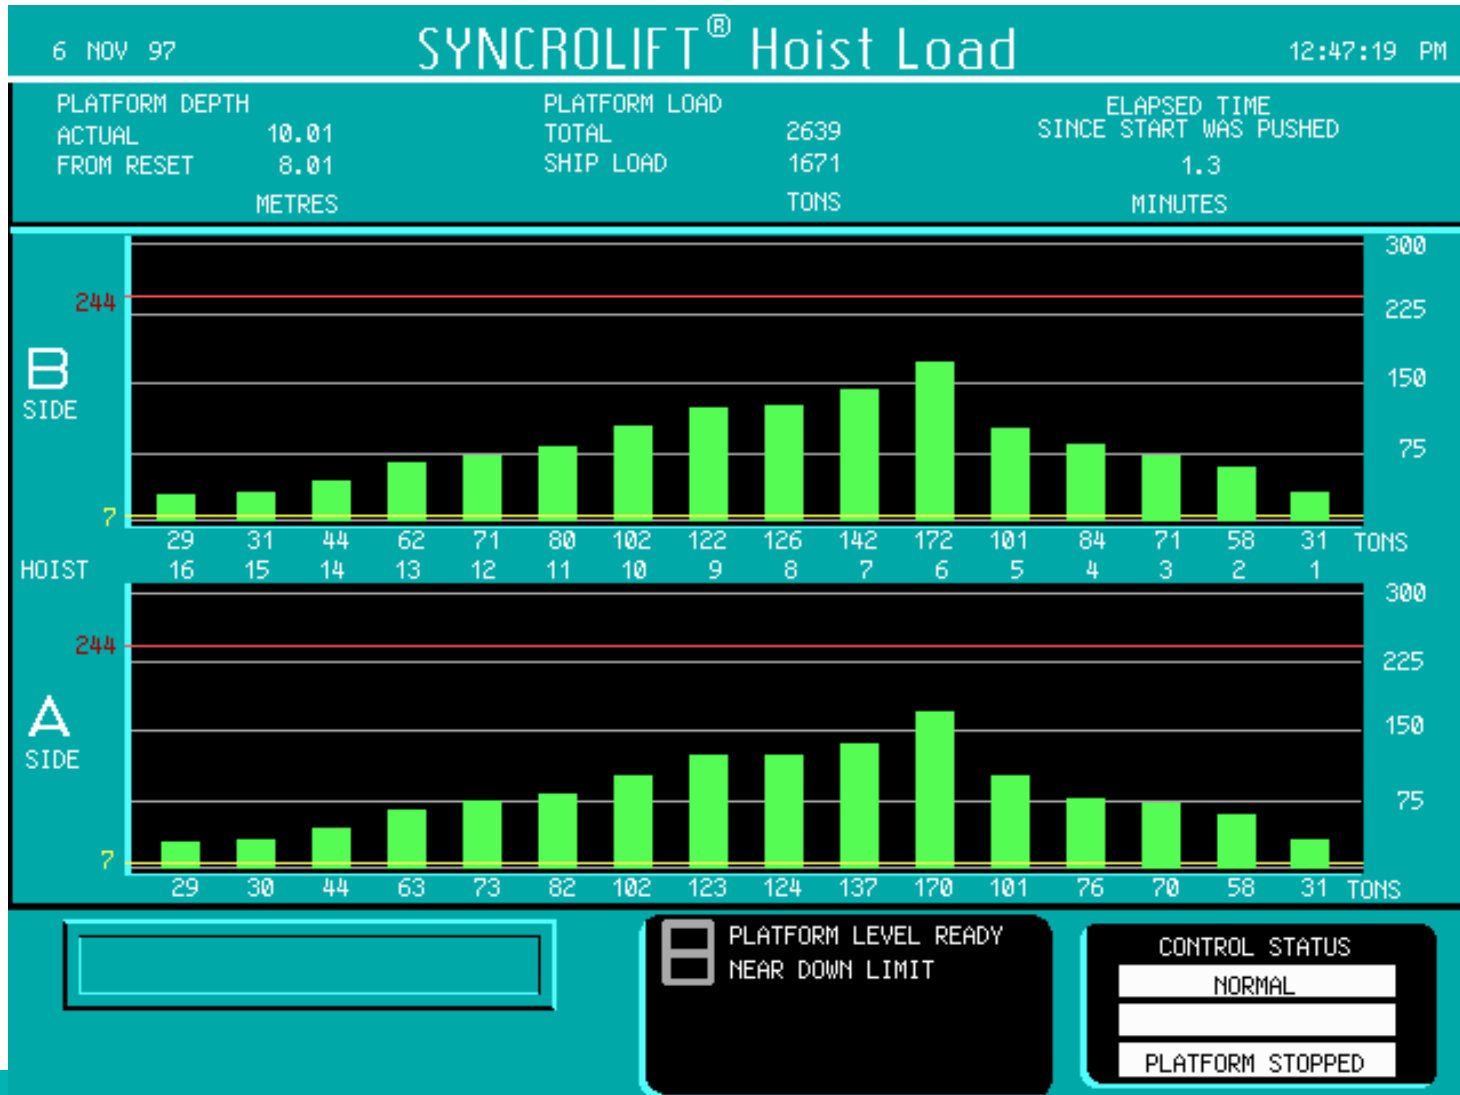 6 NOV 97
SYNCROLIFT® Hoist Load
12:47:19 PM
PLATFORM DEPTH
ACTUAL 10.01
FROM RESET 8.01
METRES
PLATFORM LOAD
TOTAL 2639
SHIP LOAD 1671
TONS
ELAPSED TIME
SINCE START WAS PUSHED
1.3
MINUTES
300
244
225
B
SIDE
150
75
7
29 31 44 62 71 80 102 122 126 142 172 101 84 71 58 31 TONS
HOIST 16 15 14 13 12 11 10 9 8 7 6 5 4 3 2 1
300
244
225
A
SIDE
150
75
7
29 30 44 63 73 82 102 123 124 137 170 101 76 70 58 31 TONS
PLATFORM LEVEL READY
NEAR DOWN LIMIT
CONTROL STATUS
NORMAL
PLATFORM STOPPED